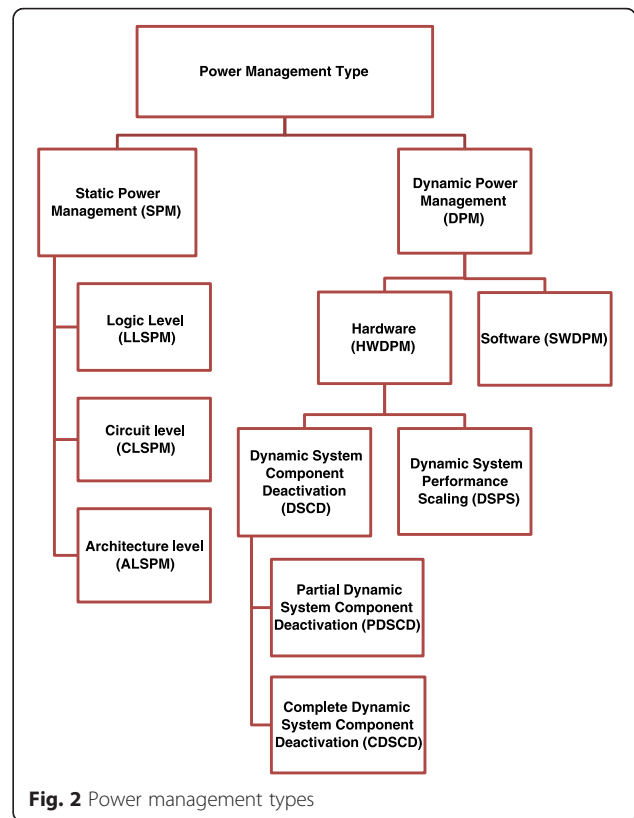 Power Management Type
Static Power
Management (SPM)
Dynamic Power
Management
(DPM)
Logic Level
(LLSPM)
Hardware
(HWDPM)
Software (SWDPM)
Circuit level
(CLSPM)
Dynamic System
Component
Deactivation
(DSCD)
Dynamic System
Performance
Scaling (DSPS)
Architecture level
(ALSPM)
Partial Dynamic
System Component
Deactivation (PDSCD)
Complete Dynamic
System Component
Deactivation (CDSCD)
Fig. 2 Power management types